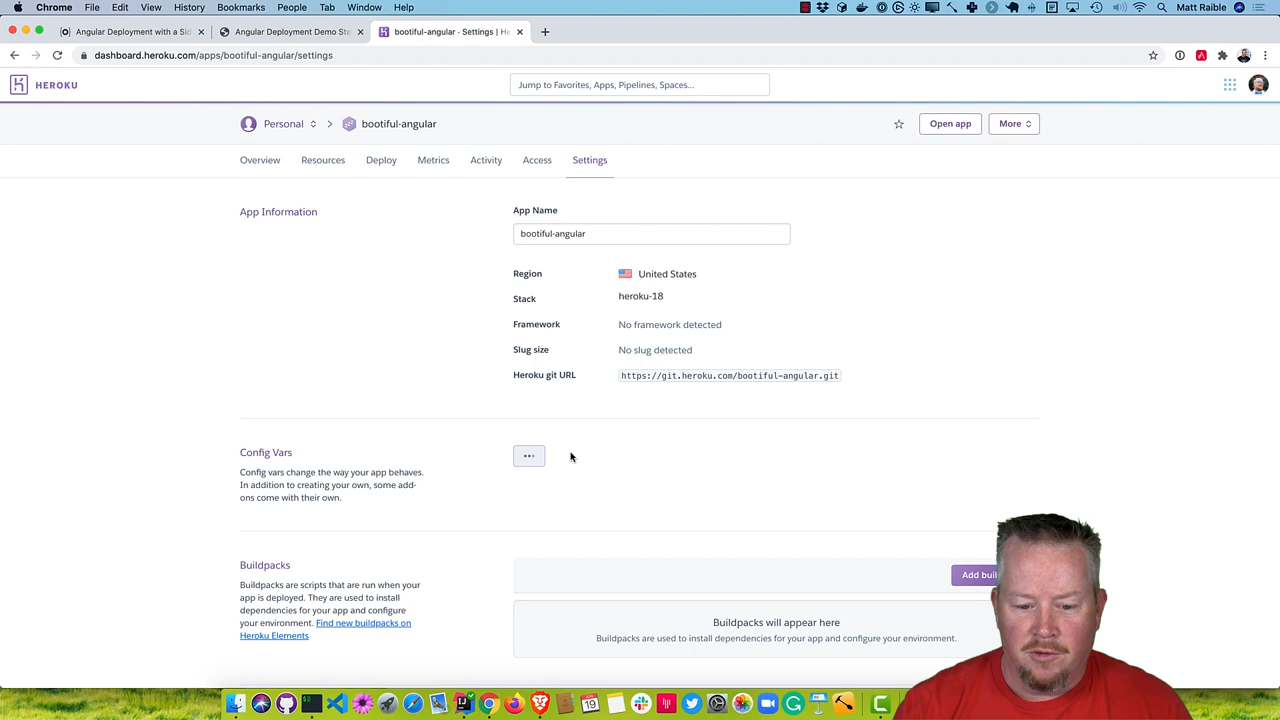 Chrome File Edit View History Bookmarks People Tab Window Help Matt Raible
Angular Deployment with a Sid Angular Deployment Demo Ste bootiful-angular · Settings | He
dashboard.heroku.com/apps/bootiful-angular/settings
HEROKU Jump to Favorites, Apps, Pipelines, Spaces...
Personal bootiful-angular Open app More
Overview Resources Deploy Metrics Activity Access Settings
App Information
App Name
bootiful-angular
Region United States
Stack heroku-18
Framework No framework detected
Slug size No slug detected
Heroku git URL https://git.heroku.com/bootiful-angular.git
Config Vars
Config vars change the way your app behaves.
In addition to creating your own, some add-
ons come with their own.
Buildpacks
Buildpacks are scripts that are run when your
app is deployed. They are used to install
dependencies for your app and configure
your environment. Find new buildpacks on
Heroku Elements
Add buil
Buildpacks will appear here
Buildpacks are used to install dependencies for your app and configure your environment.
19